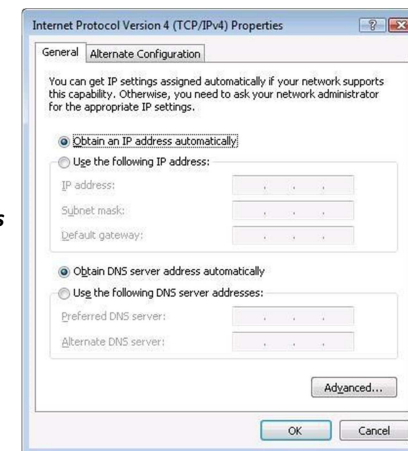 Internet Protocol Version 4 (TCP/IPv4) Properties
General Alternate Configuration
You can get IP settings assigned automatically if your network supports
this capability. Otherwise, you need to ask your network administrator
for the appropriate IP settings.
Obtain an IP address automatically
Use the following IP address:
IP address:
Subnet mask:
Default gateway:
s
Obtain DNS server address automatically
Use the following DNS server addresses:
Preferred DNS server:
Alternate DNS server:
Advanced...
OK Cancel